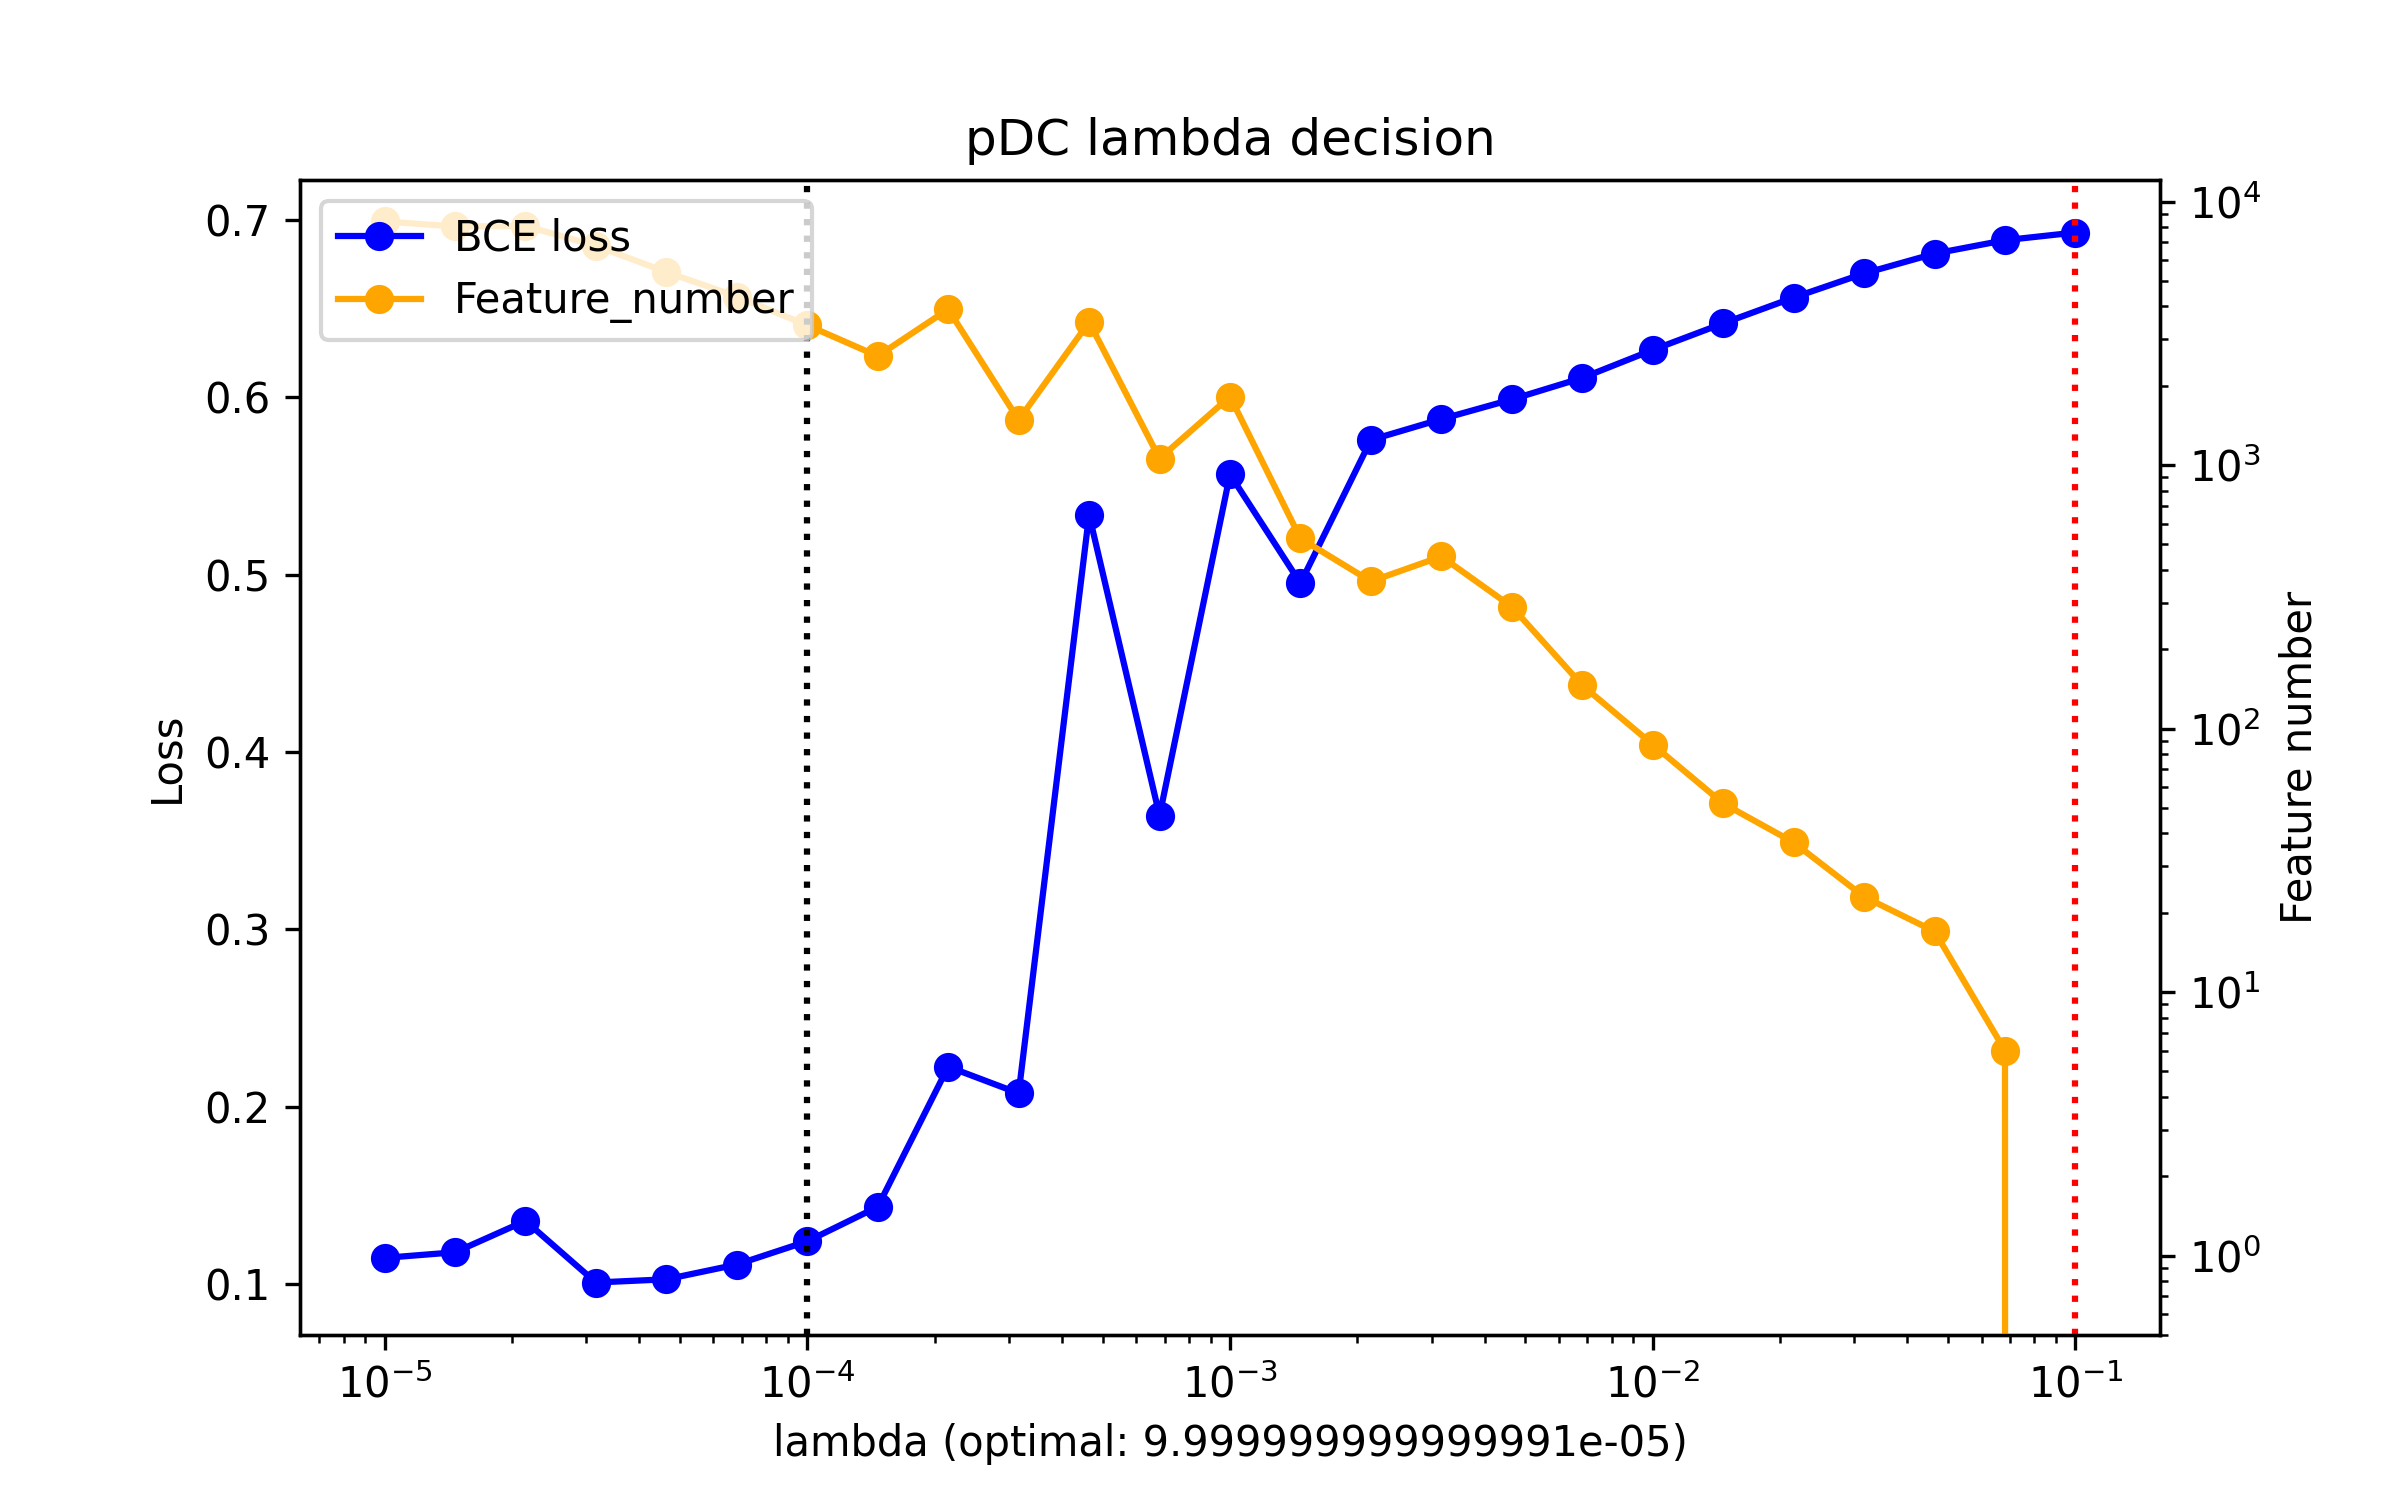 pDC lambda decision
BCE loss
Feature_number
0.7
0.6
0.5
0.4
0.3
0.2
0.1
Loss
10⁴
10³
10²
10¹
10⁰
Feature number
10⁻⁵
10⁻⁴
10⁻³
10⁻²
10⁻¹
lambda (optimal: 9.999999999999991e-05)